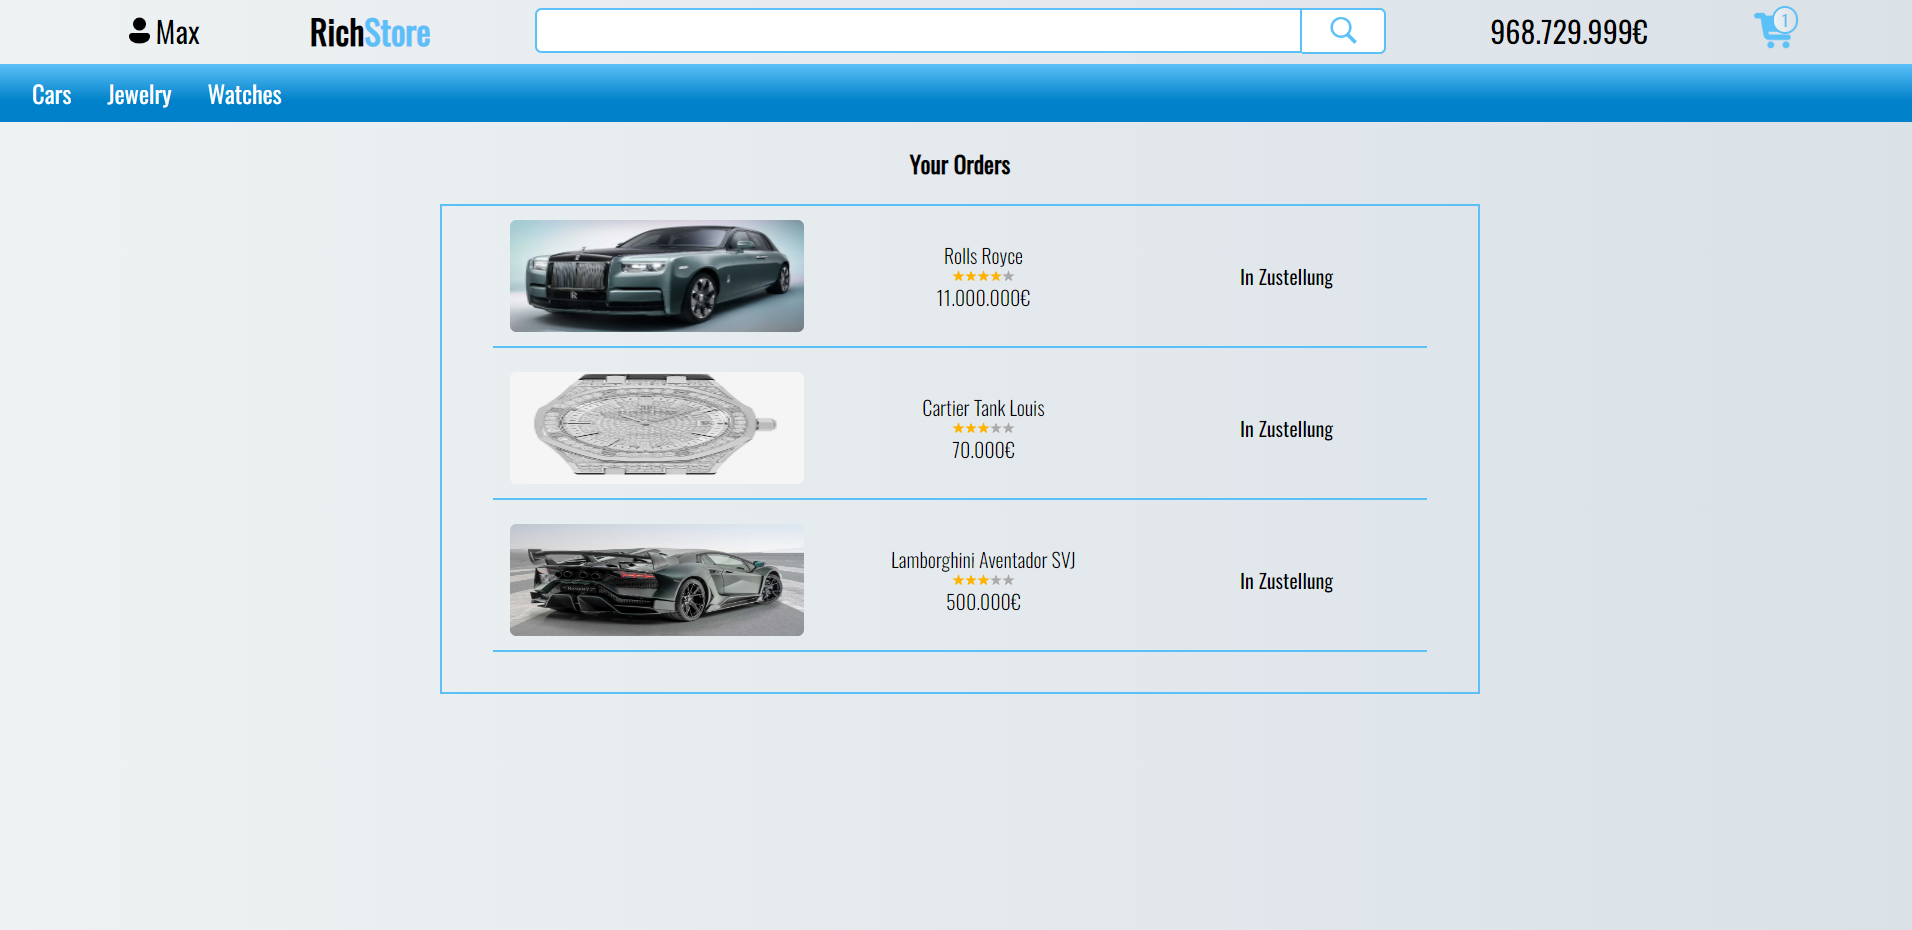 Max
RichStore
968.729.999€
1
Cars
Jewelry
Watches
Your Orders
Rolls Royce
11.000.000€
In Zustellung
Cartier Tank Louis
70.000€
In Zustellung
Lamborghini Aventador SVJ
500.000€
In Zustellung